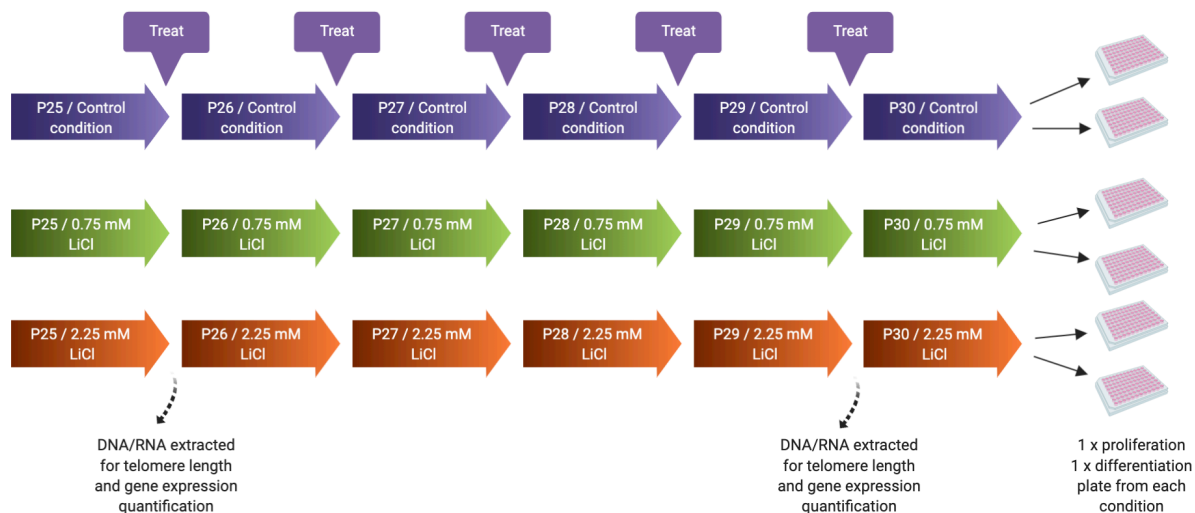 Treat
Treat
Treat
Treat
Treat
P25 / Control
condition
P26 / Control
condition
P27 / Control
condition
P28 / Control
condition
P29 / Control
condition
P30 / Control
condition
P25 / 0.75 mM
LiCl
P26 / 0.75 mM
LiCl
P27 / 0.75 mM
LiCl
P28 / 0.75 mM
LiCl
P29 / 0.75 mM
LiCl
P30 / 0.75 mM
LiCl
P25 / 2.25 mM
LiCl
P26 / 2.25 mM
LiCl
P27 / 2.25 mM
LiCl
P28 / 2.25 mM
LiCl
P29 / 2.25 mM
LiCl
P30 / 2.25 mM
LiCl
DNA/RNA extracted
for telomere length
and gene expression
quantification
DNA/RNA extracted
for telomere length
and gene expression
quantification
1 x proliferation
1 x differentiation
plate from each
condition